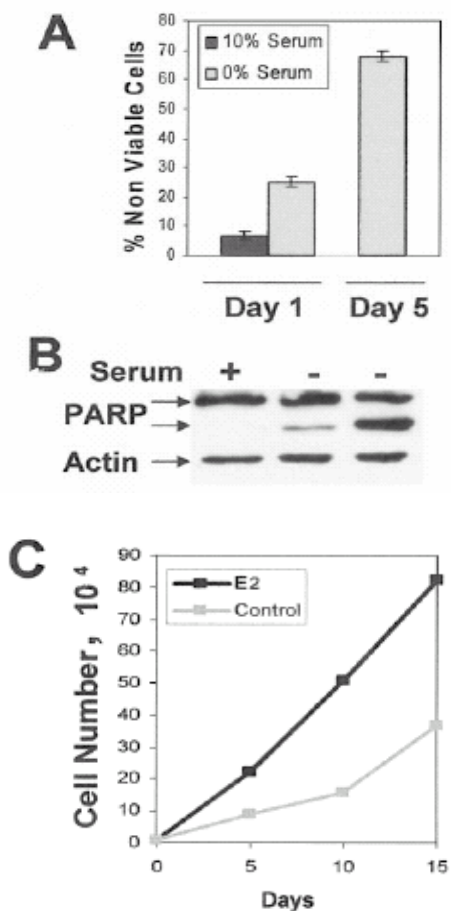 A
% Non Viable Cells
80
70
60
50
40
30
20
10
0
10% Serum
0% Serum
Day 1 Day 5
B
Serum + - -
PARP
Actin
C
Cell Number, 10 4
90
80
70
60
50
40
30
20
10
0
E2
Control
0 5 10 15
Days